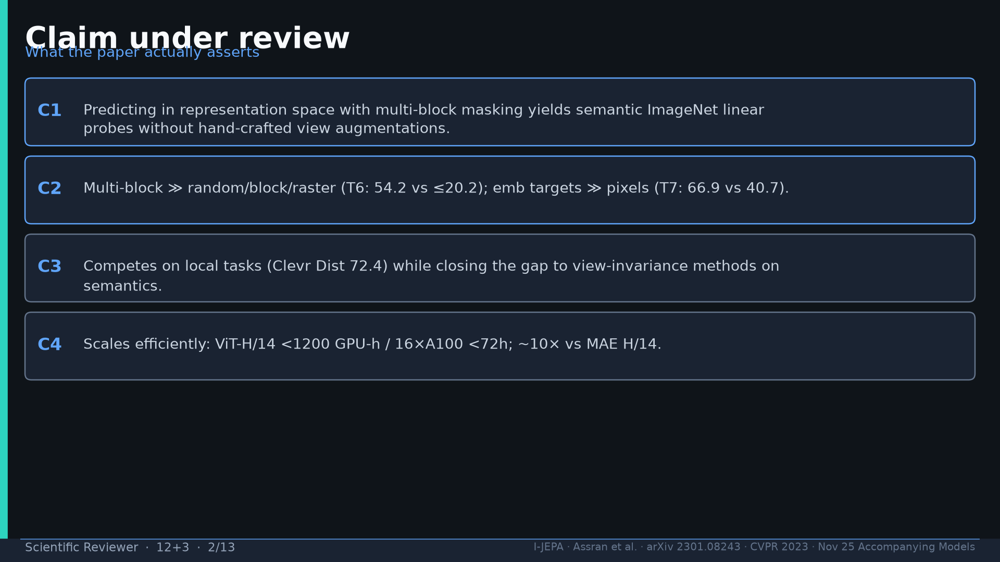 Claim under review
What the paper actually asserts
C1
Predicting in representation space with multi-block masking yields semantic ImageNet linear
probes without hand-crafted view augmentations.
C2
Multi-block ≫ random/block/raster (T6: 54.2 vs ≤20.2); emb targets ≫ pixels (T7: 66.9 vs 40.7).
C3
Competes on local tasks (Clevr Dist 72.4) while closing the gap to view-invariance methods on
semantics.
C4
Scales efficiently: ViT-H/14 <1200 GPU-h / 16×A100 <72h; ~10× vs MAE H/14.
Scientific Reviewer · 12+3 · 2/13
I-JEPA · Assran et al. · arXiv 2301.08243 · CVPR 2023 · Nov 25 Accompanying Models